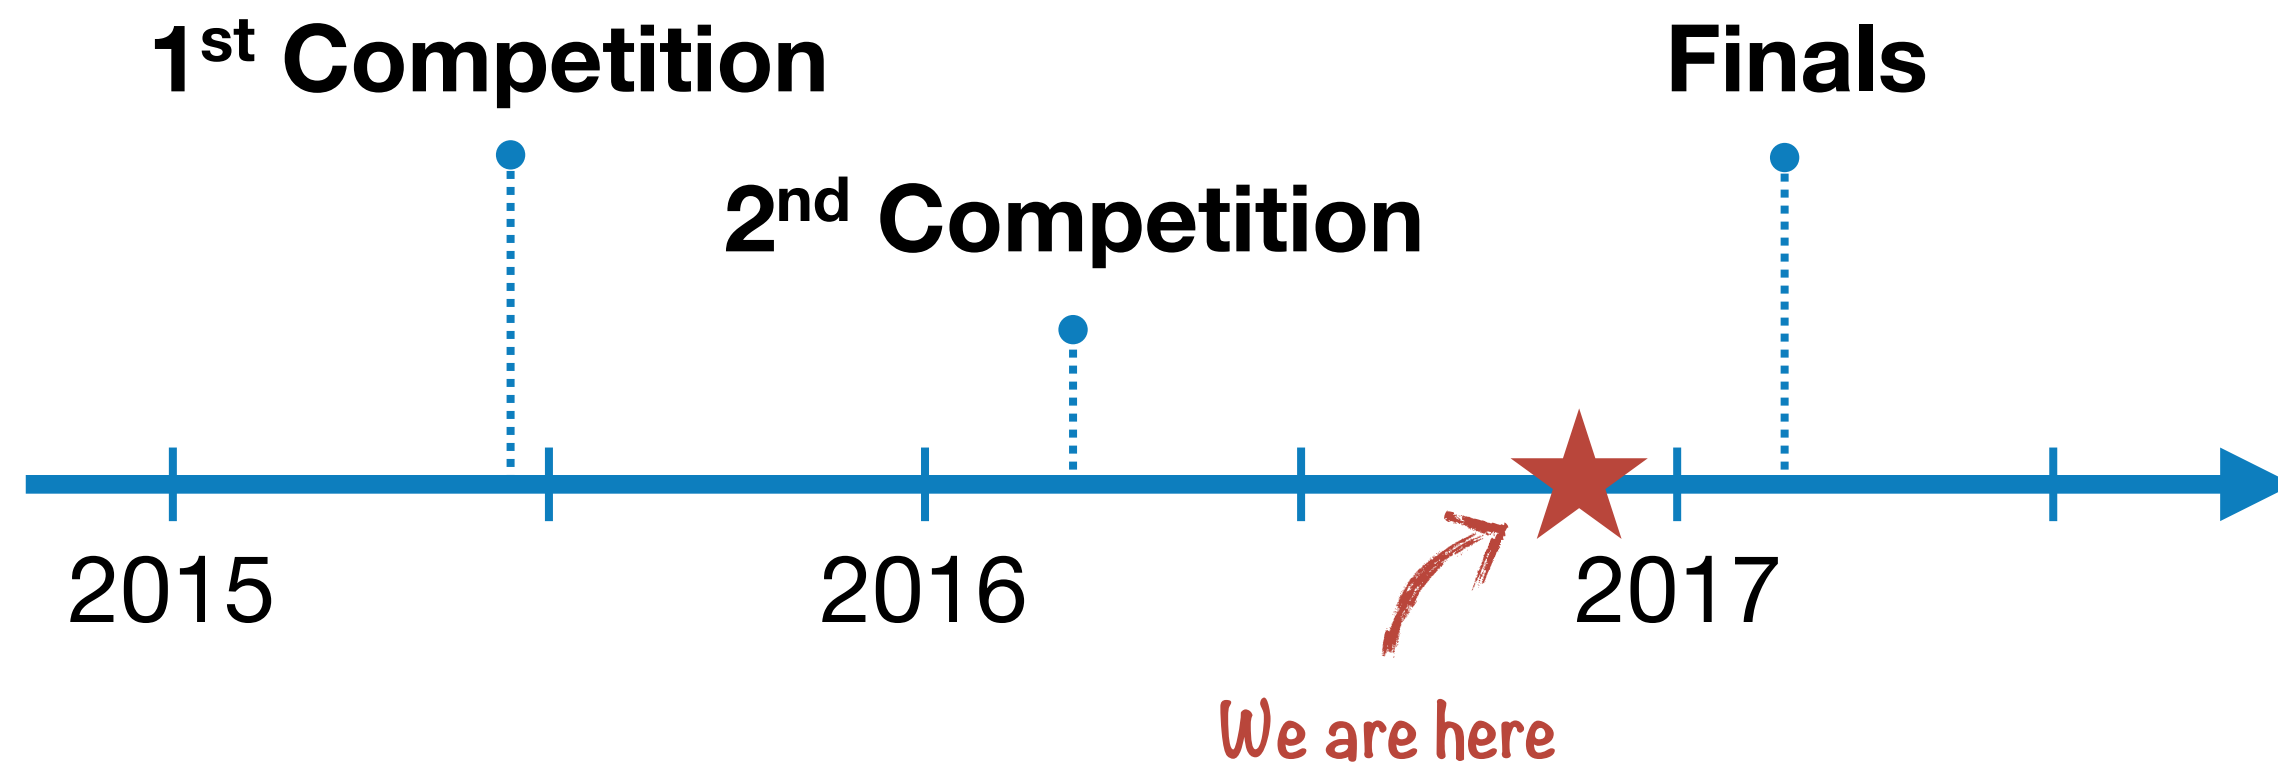 1st Competition
Finals
2nd Competition
2015
2016
2017
We are here